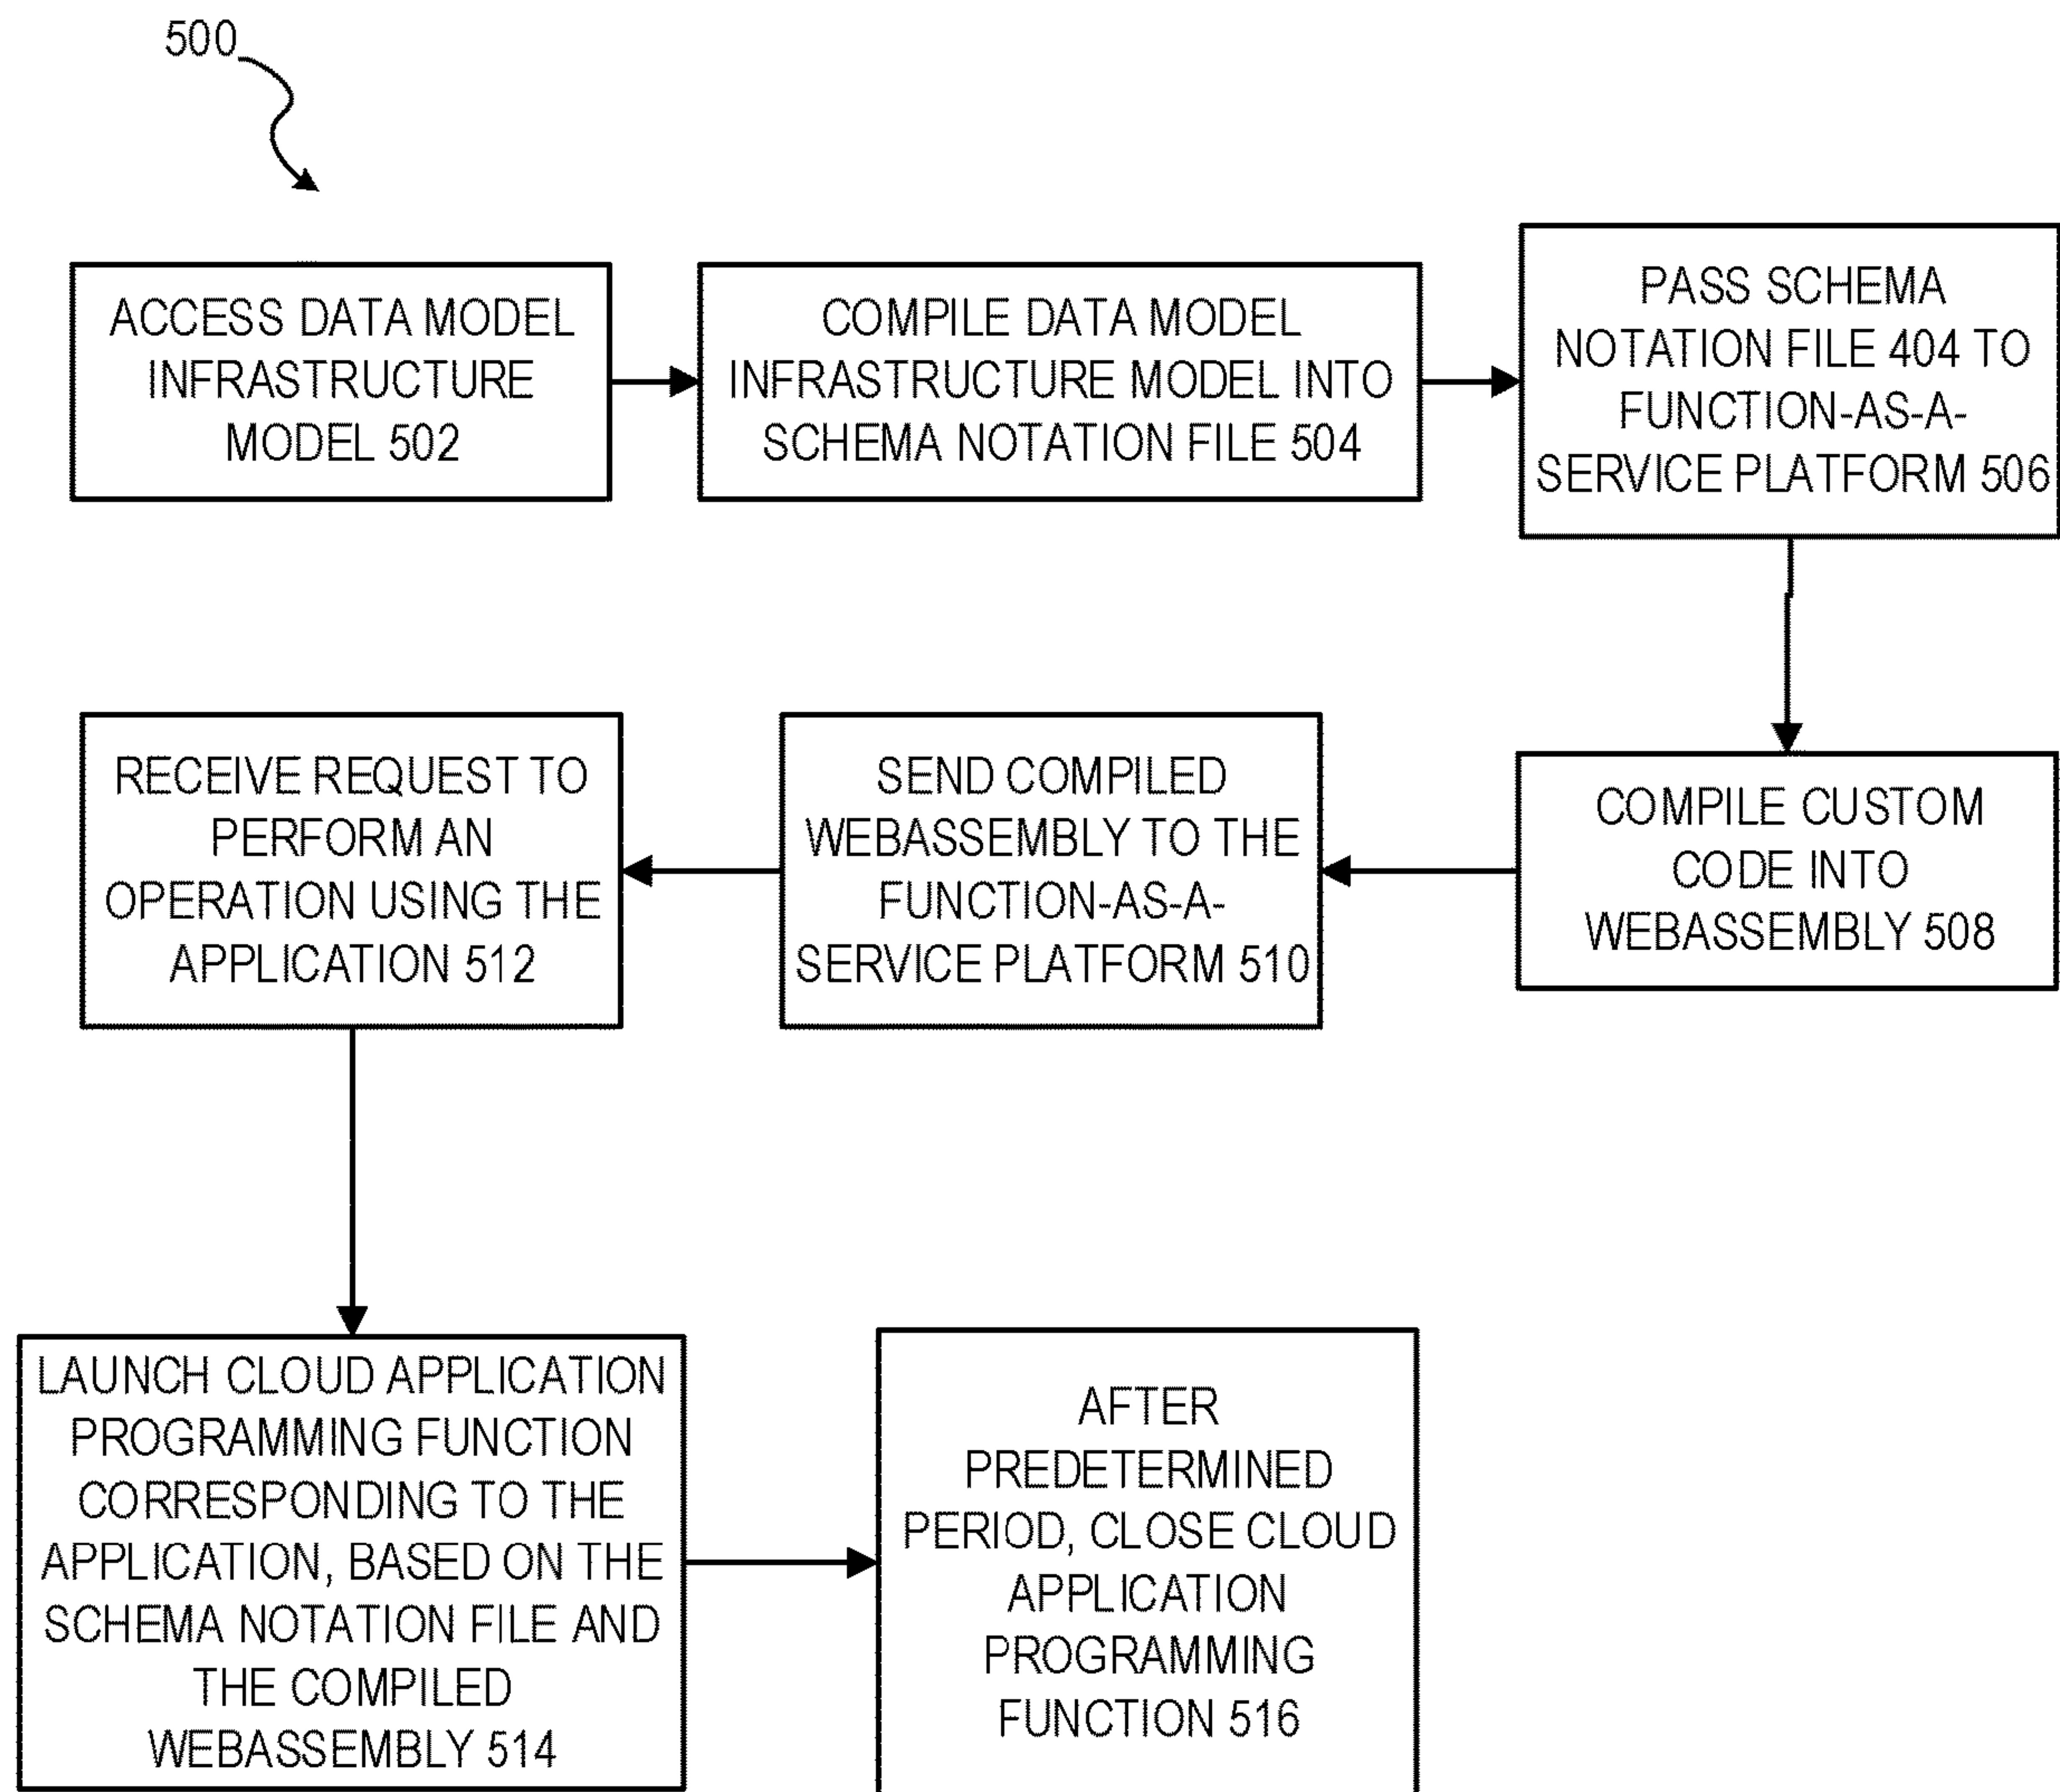 500
ACCESS DATA MODEL
INFRASTRUCTURE
MODEL 502
COMPILE DATA MODEL
INFRASTRUCTURE MODEL INTO
SCHEMA NOTATION FILE 504
PASS SCHEMA
NOTATION FILE 404 TO
FUNCTION-AS-A-
SERVICE PLATFORM 506
COMPILE CUSTOM
CODE INTO
WEBASSEMBLY 508
SEND COMPILED
WEBASSEMBLY TO THE
FUNCTION-AS-A-
SERVICE PLATFORM 510
RECEIVE REQUEST TO
PERFORM AN
OPERATION USING THE
APPLICATION 512
LAUNCH CLOUD APPLICATION
PROGRAMMING FUNCTION
CORRESPONDING TO THE
APPLICATION, BASED ON THE
SCHEMA NOTATION FILE AND
THE COMPILED
WEBASSEMBLY 514
AFTER
PREDETERMINED
PERIOD, CLOSE CLOUD
APPLICATION
PROGRAMMING
FUNCTION 516